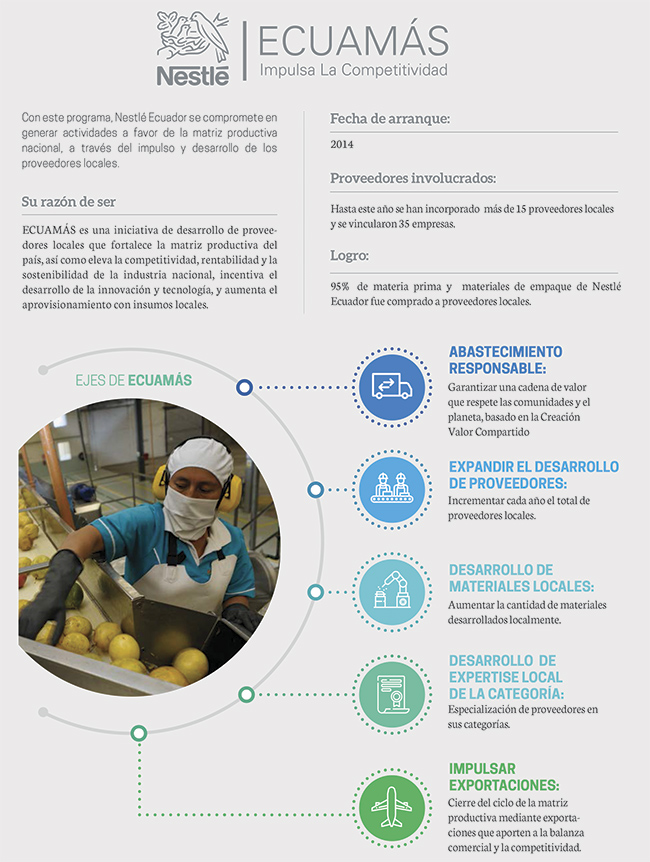 Nestlé
ECUAMÁS
Impulsa La Competitividad
Con este programa, Nestlé Ecuador se compromete en
generar actividades a favor de la matriz productiva
nacional, a través del impulso y desarrollo de los
proveedores locales.
Su razón de ser
ECUAMÁS es una iniciativa de desarrollo de provee-
dores locales que fortalece la matriz productiva del
país, así como eleva la competitividad, rentabilidad y la
sostenibilidad de la industria nacional, incentiva el
desarrollo de la innovación y tecnología, y aumenta el
aprovisionamiento con insumos locales.
Fecha de arranque:
2014
Proveedores involucrados:
Hasta este año se han incorporado más de 15 proveedores locales
y se vincularon 35 empresas.
Logro:
95% de materia prima y materiales de empaque de Nestlé
Ecuador fue comprado a proveedores locales.
EJES DE ECUAMÁS
ABASTECIMIENTO
RESPONSABLE:
Garantizar una cadena de valor
que respete las comunidades y el
planeta, basado en la Creación
Valor Compartido
EXPANDIR EL DESARROLLO
DE PROVEEDORES:
Incrementar cada año el total de
proveedores locales.
DESARROLLO DE
MATERIALES LOCALES:
Aumentar la cantidad de materiales
desarrollados localmente.
DESARROLLO DE
EXPERTISE LOCAL
DE LA CATEGORÍA:
Especialización de proveedores en
sus categorías.
IMPULSAR
EXPORTACIONES:
Cierre del ciclo de la matriz
productiva mediante exporta-
ciones que aporten a la balanza
comercial y la competitividad.